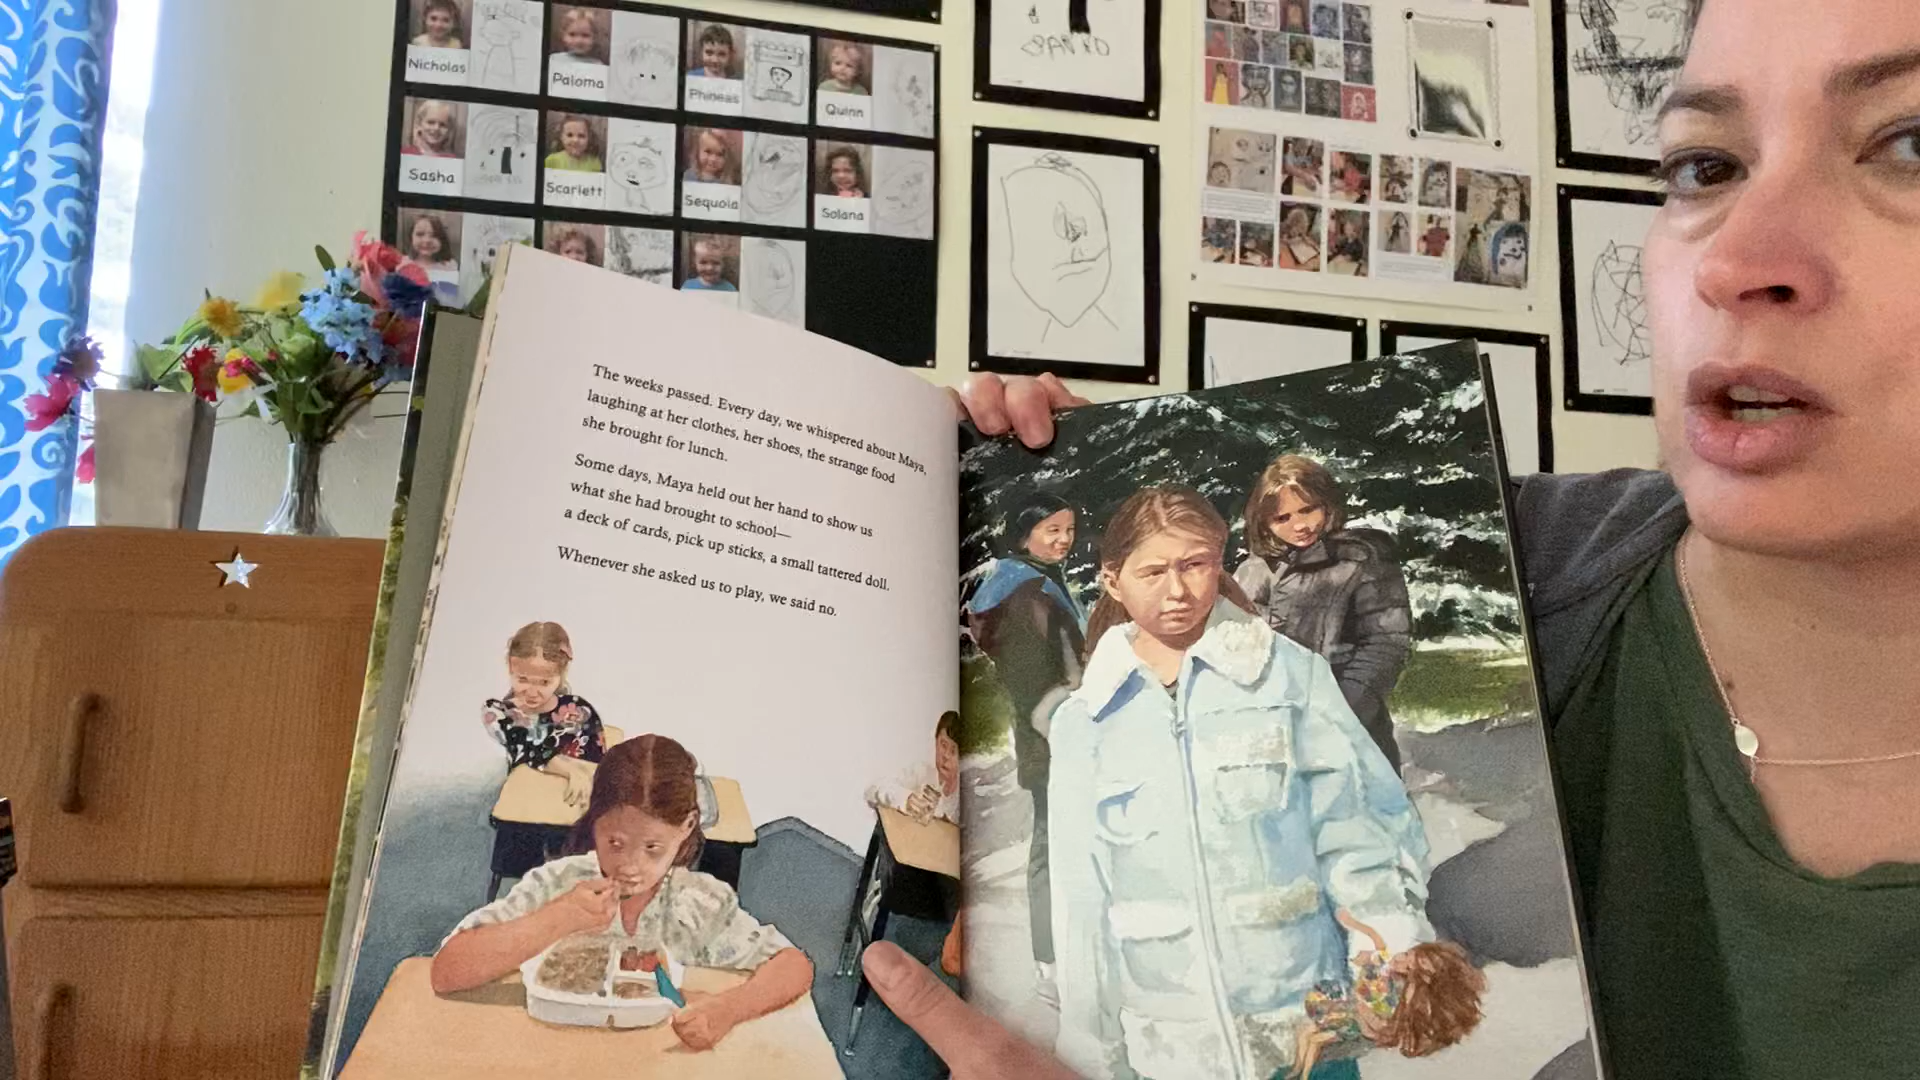 Nicholas
Paloma
Phineas
Quinn
Sasha
Scarlett
Sequoia
Solana
The weeks passed. Every day, we whispered about Maya,
laughing at her clothes, her shoes, the strange food
she brought for lunch.
Some days, Maya held out her hand to show us
what she had brought to school—
a deck of cards, pick up sticks, a small tattered doll.
Whenever she asked us to play, we said no.